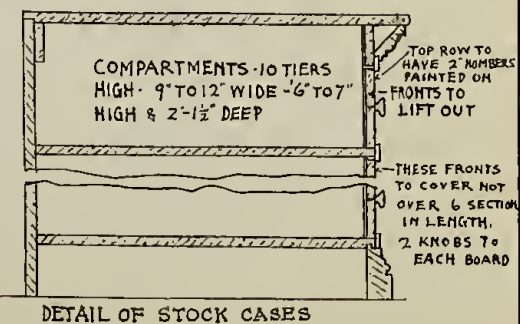 COMPARTMENTS-10 TIERS
HIGH- 9" TO 12" WIDE -6" TO 7"
HIGH & 2'-1½" DEEP
TOP ROW TO
HAVE 2" NUMBERS
PAINTED ON
FRONTS TO
LIFT OUT
THESE FRONTS
TO COVER NOT
OVER 6 SECTION
IN LENGTH,
2 KNOBS TO
EACH BOARD
DETAIL OF STOCK CASES